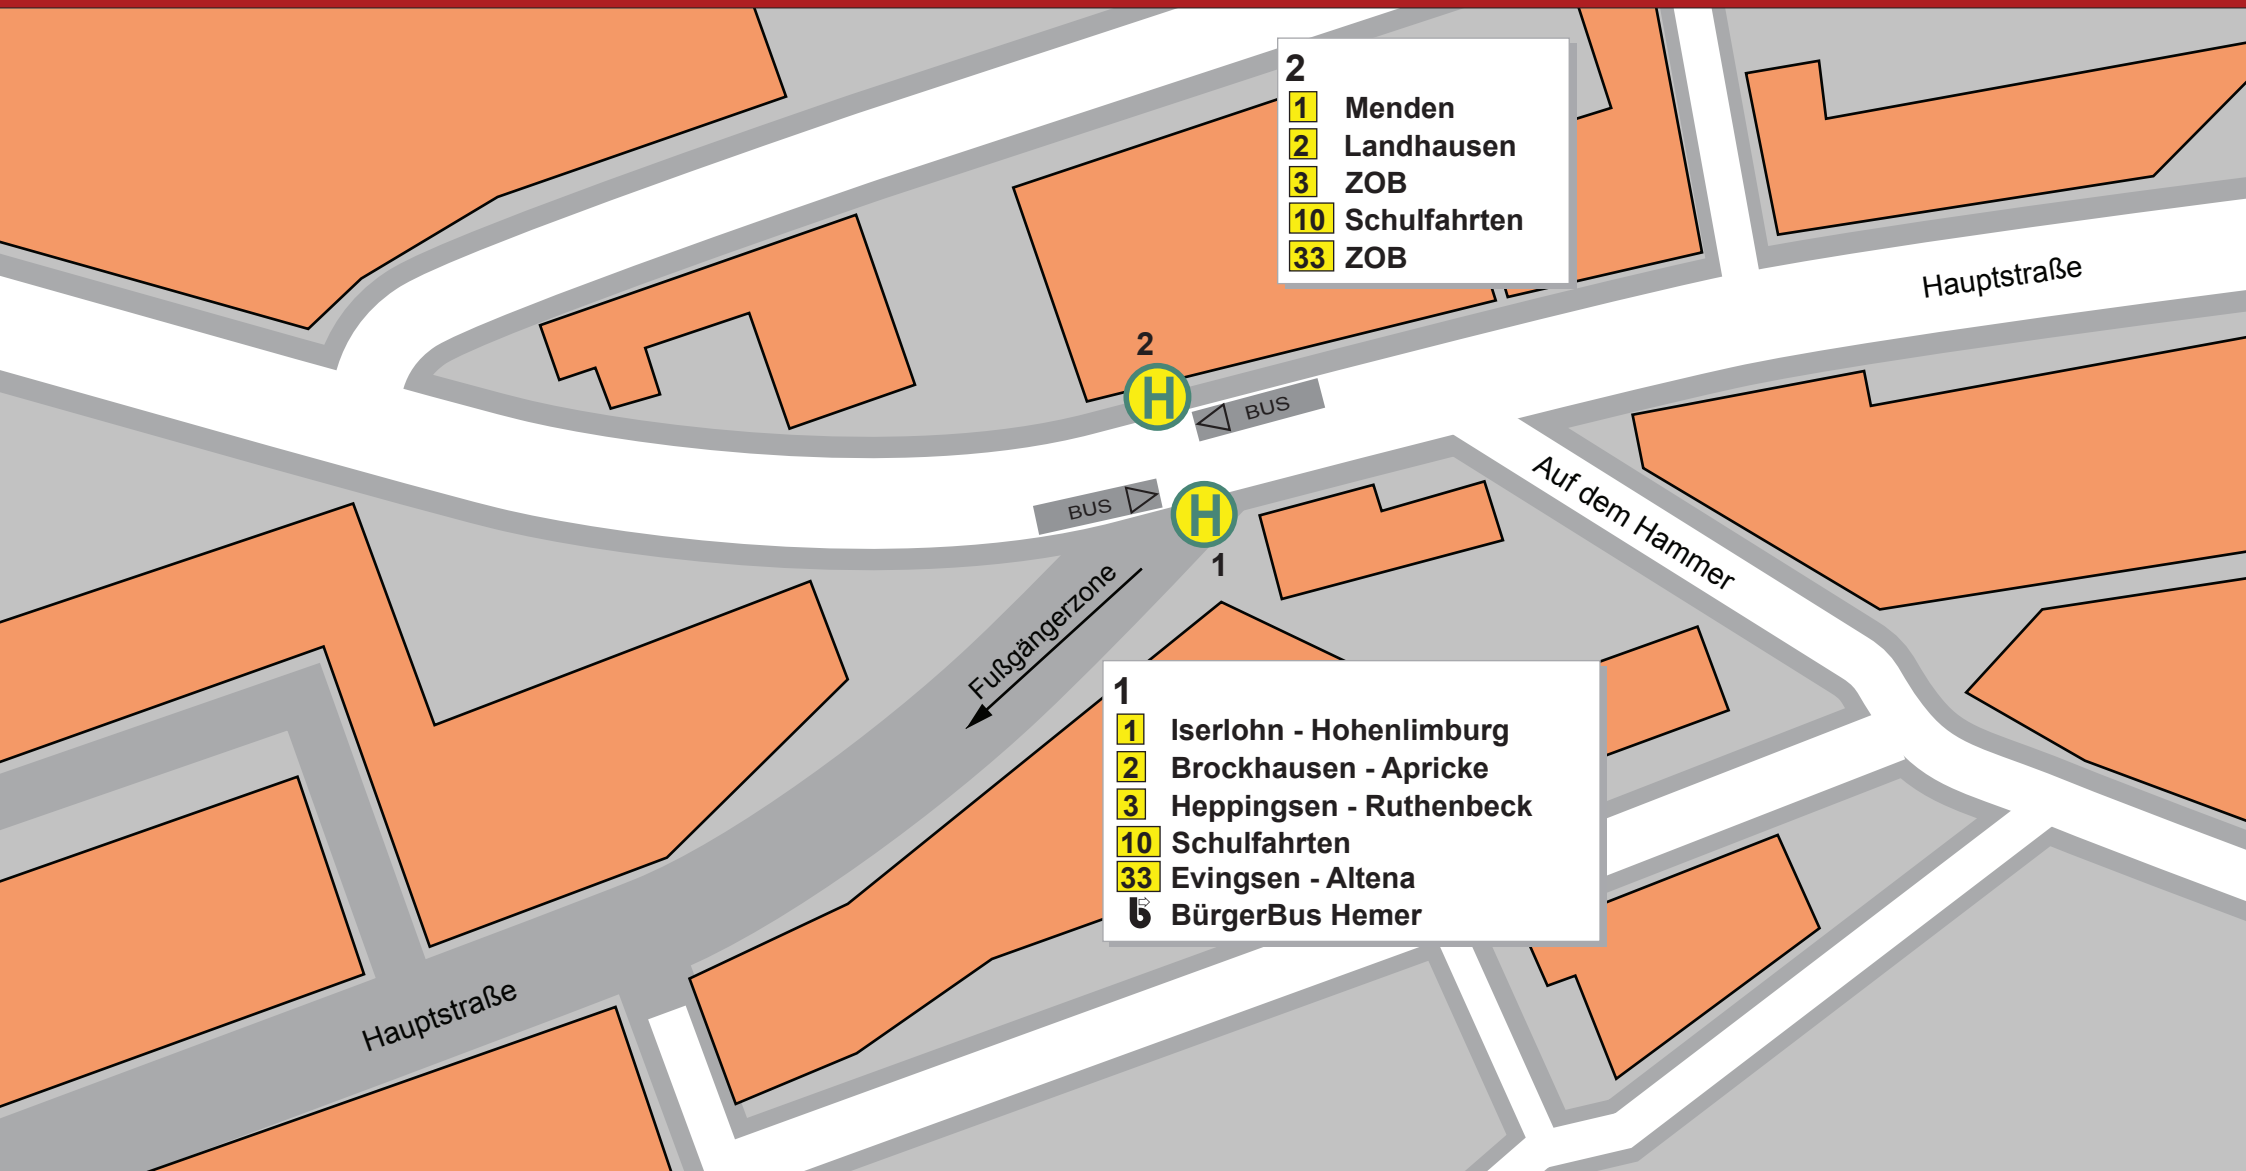 2
1 Menden
2 Landhausen
3 ZOB
10 Schulfahrten
33 ZOB
Hauptstraße
2
H
BUS
BUS
H
1
Auf dem Hammer
Fußgängerzone
1
1 Iserlohn - Hohenlimburg
2 Brockhausen - Apricke
3 Heppingsen - Ruthenbeck
10 Schulfahrten
33 Evingsen - Altena
b BürgerBus Hemer
Hauptstraße